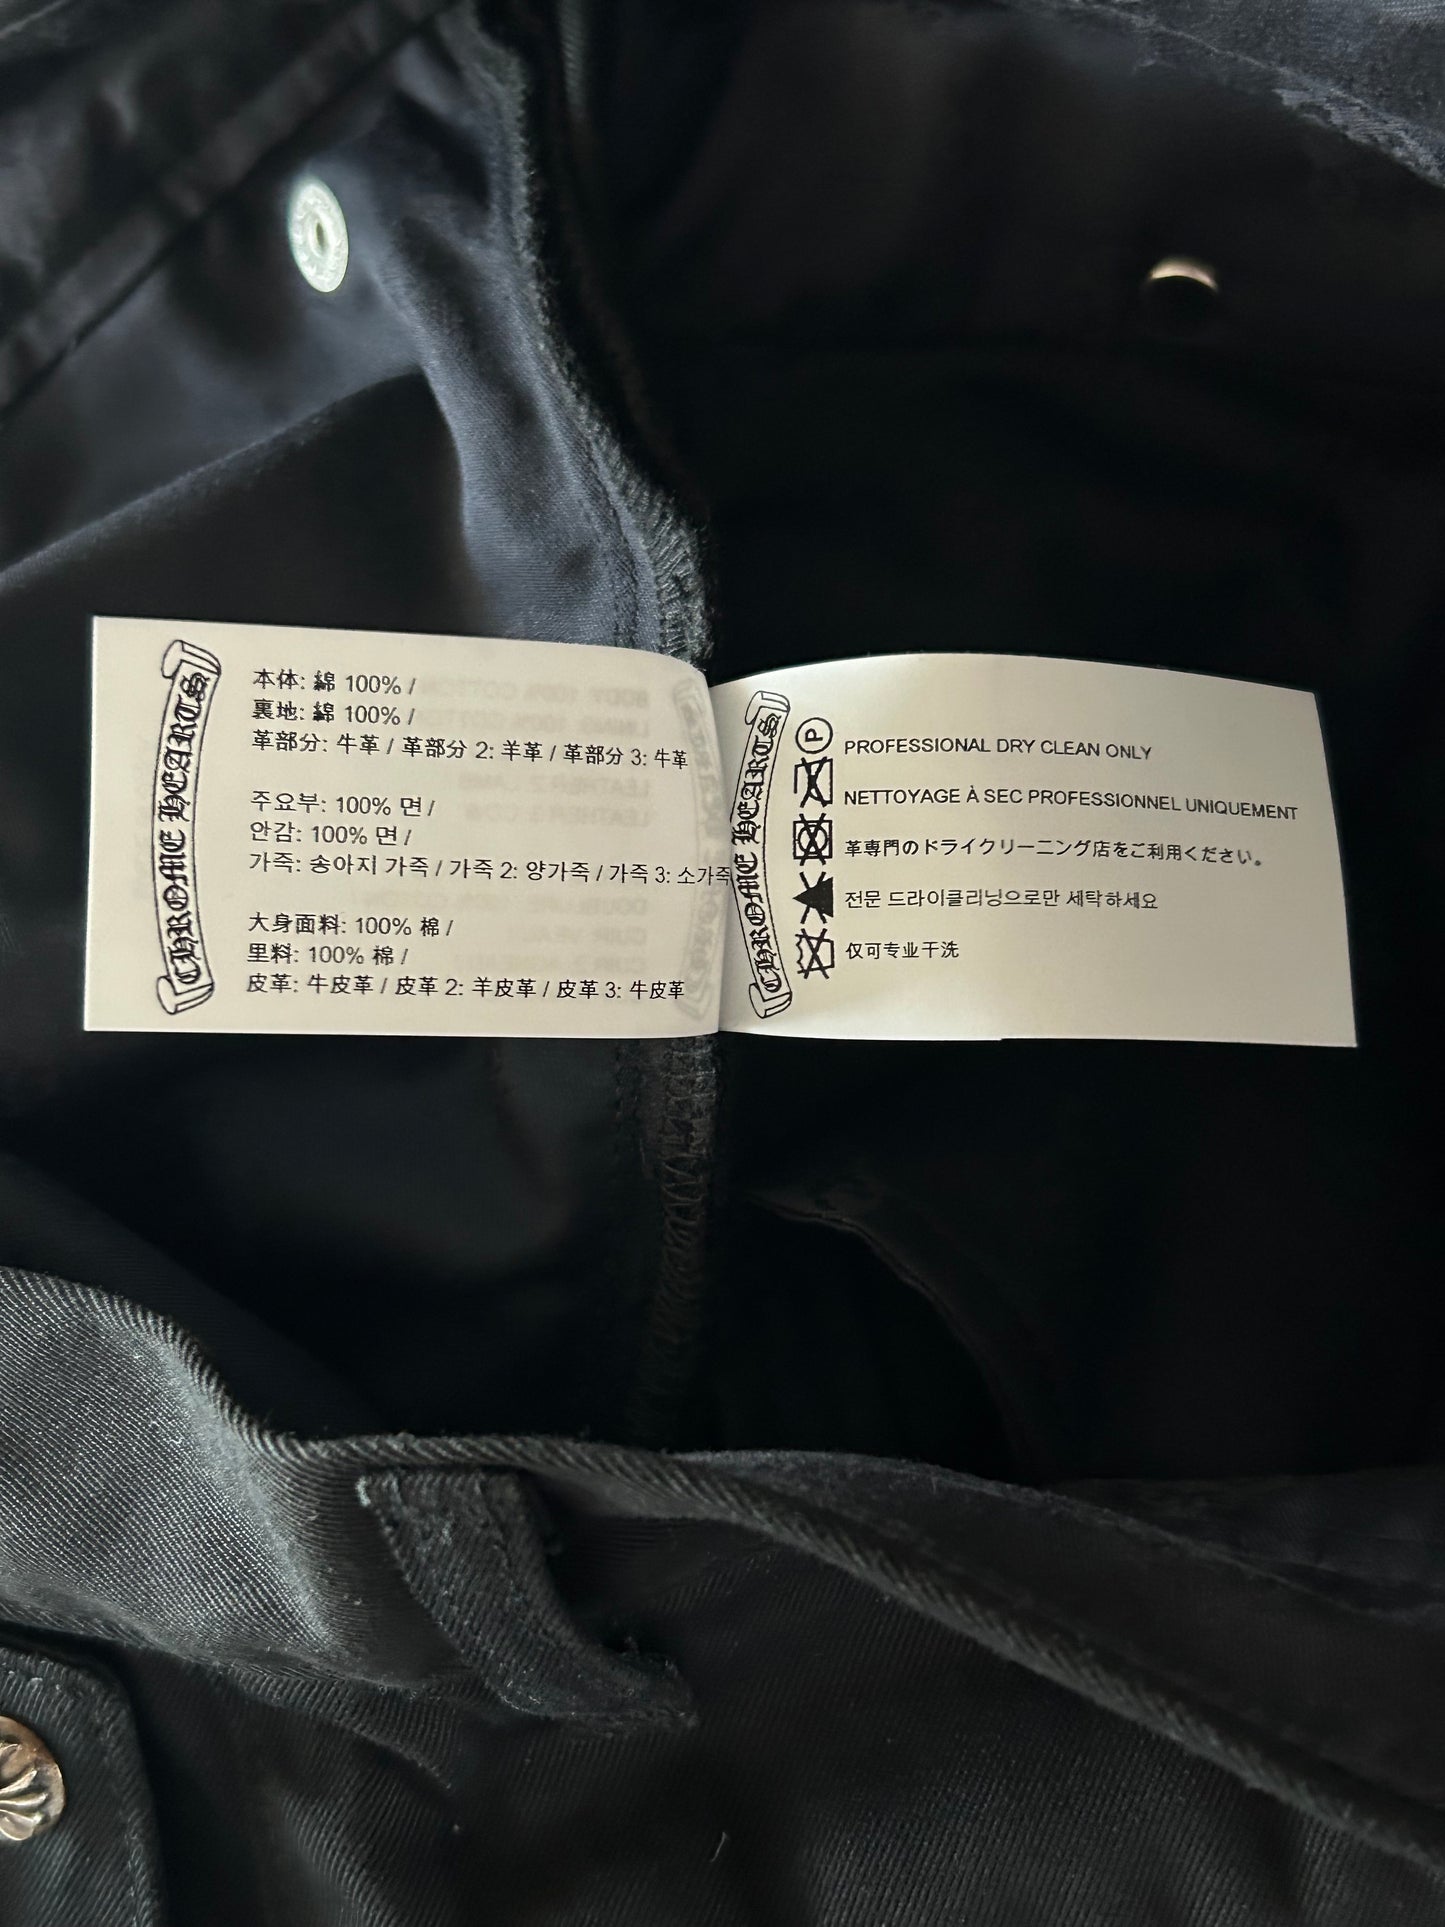 CHROME HEARTS
本体: 綿 100% /
裏地: 綿 100% /
革部分: 牛革 / 革部分 2: 羊革 / 革部分 3: 牛革
주요부: 100% 면 /
안감: 100% 면 /
가죽: 송아지 가죽 / 가죽 2: 양가죽 / 가죽 3: 소가죽
大身面料: 100% 棉 /
里料: 100% 棉 /
皮革: 牛皮革 / 皮革 2: 羊皮革 / 皮革 3: 牛皮革
CHROME HEARTS
P
PROFESSIONAL DRY CLEAN ONLY
NETTOYAGE À SEC PROFESSIONNEL UNIQUEMENT
革専門のドライクリーニング店をご利用ください。
전문 드라이클리닝으로만 세탁하세요
仅可专业干洗